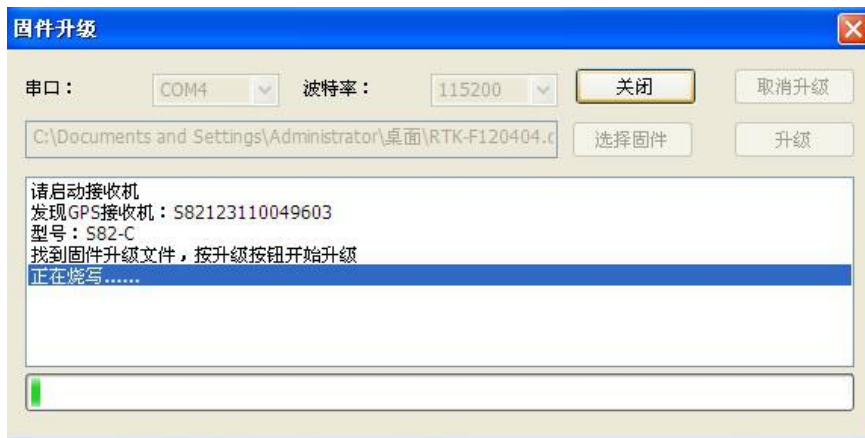 固件升级
串口： COM4 波特率： 115200 关闭 取消升级
C:\Documents and Settings\Administrator\桌面\RTK-F120404.c 选择固件 升级
请启动接收机
发现GPS接收机：S82123110049603
型号：S82-C
找到固件升级文件，按升级按钮开始升级
正在烧写......